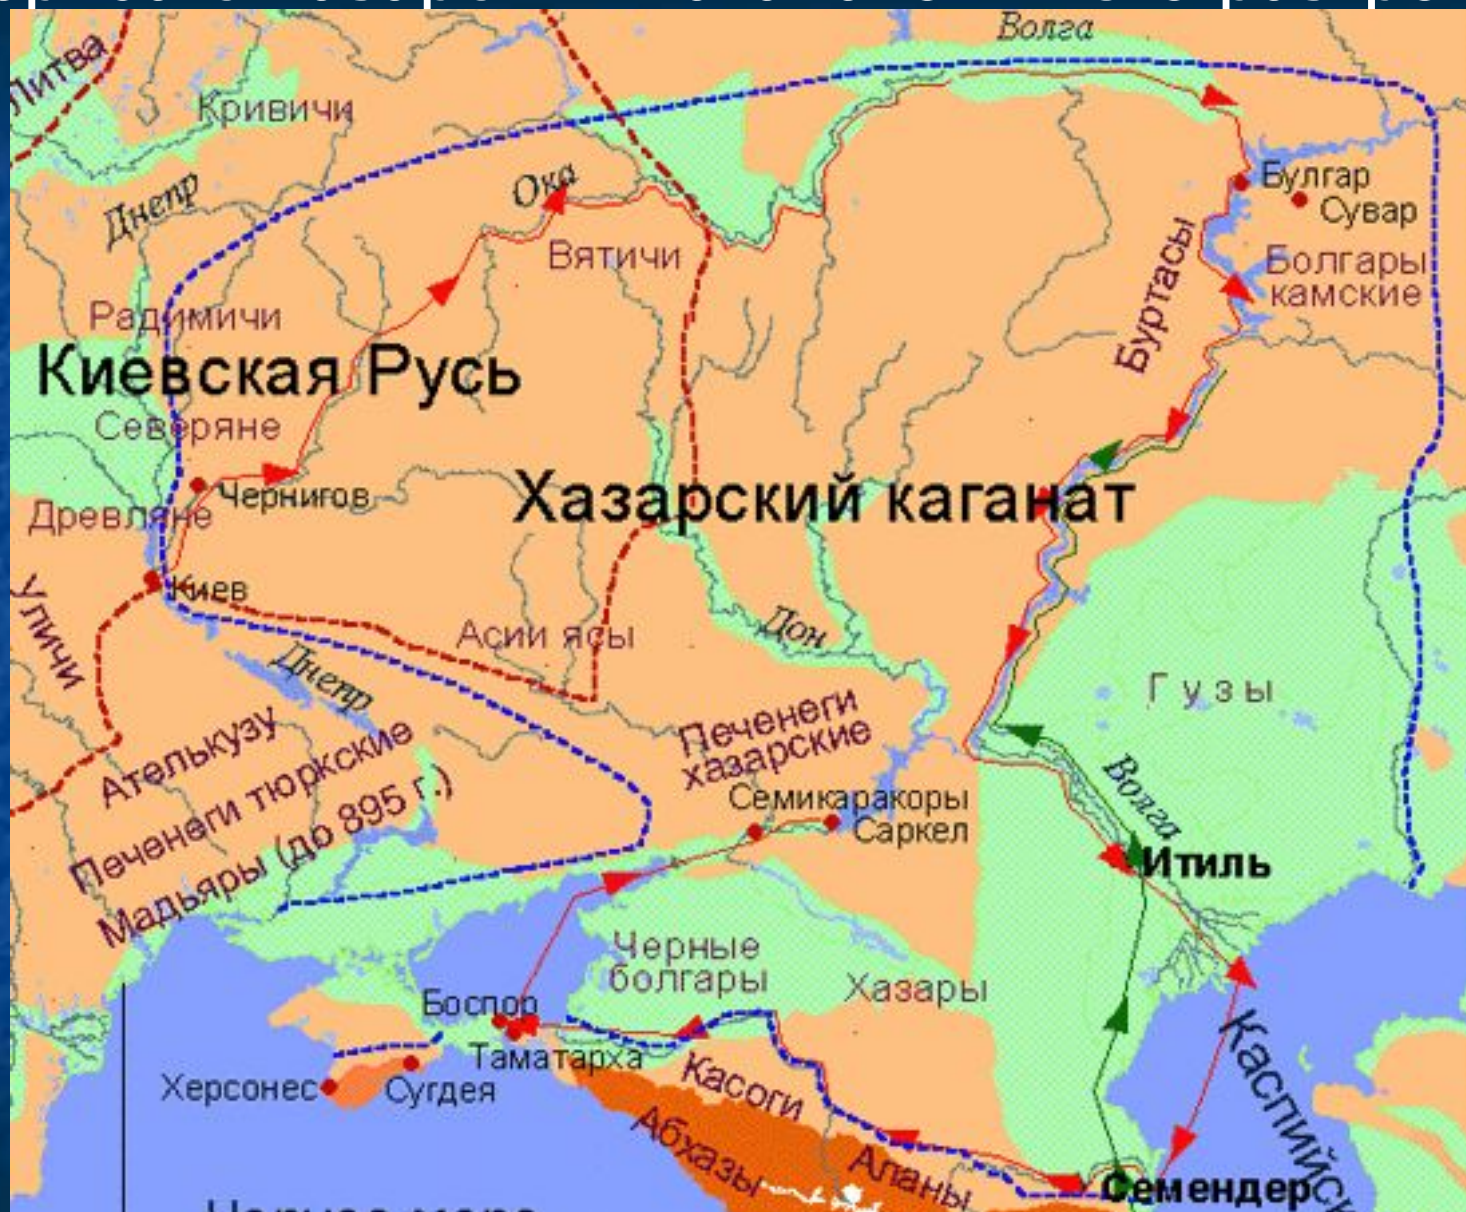 Волга
Литва
Кривичи
Днепр
Ока
Булгар
Сувар
Вятичи
Буртасы
Болгары
камские
Радимичи
Киевская Русь
Северяне
Чернигов
Хазарский каганат
Древляне
Киев
Уличи
Асии ясы
Дон
Днепр
Гузы
Печенеги
хазарские
Ателькузу
Печенеги тюркские
Мадьяры (до 895 г.)
Волга
Семикаракоры
Саркел
Итиль
Черные
болгары
Хазары
Боспор
Таматарха
Херсонес
Сугдея
Касоги
Абхазы
Аланы
Семендер